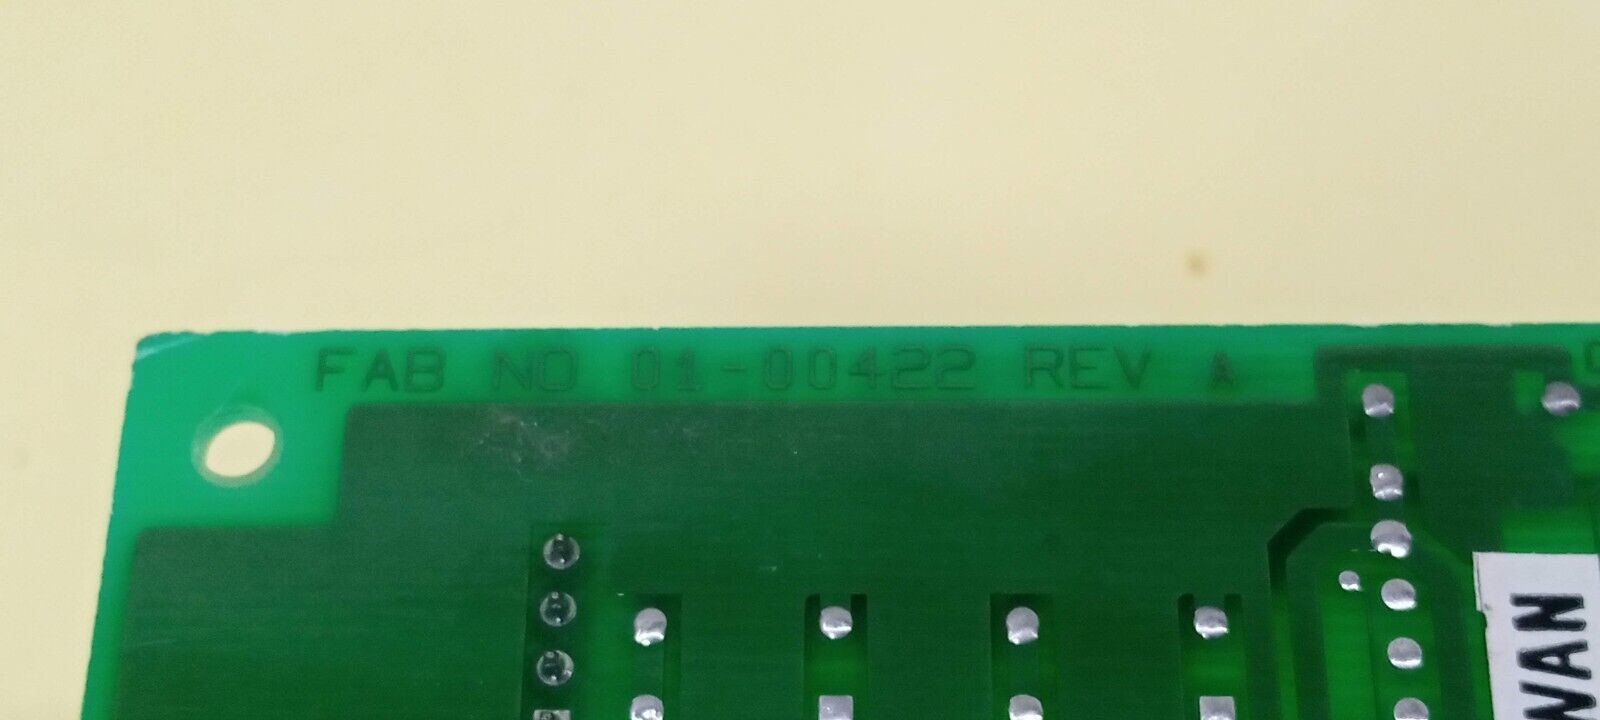 FAB NO 01-00422 REV A
WAN